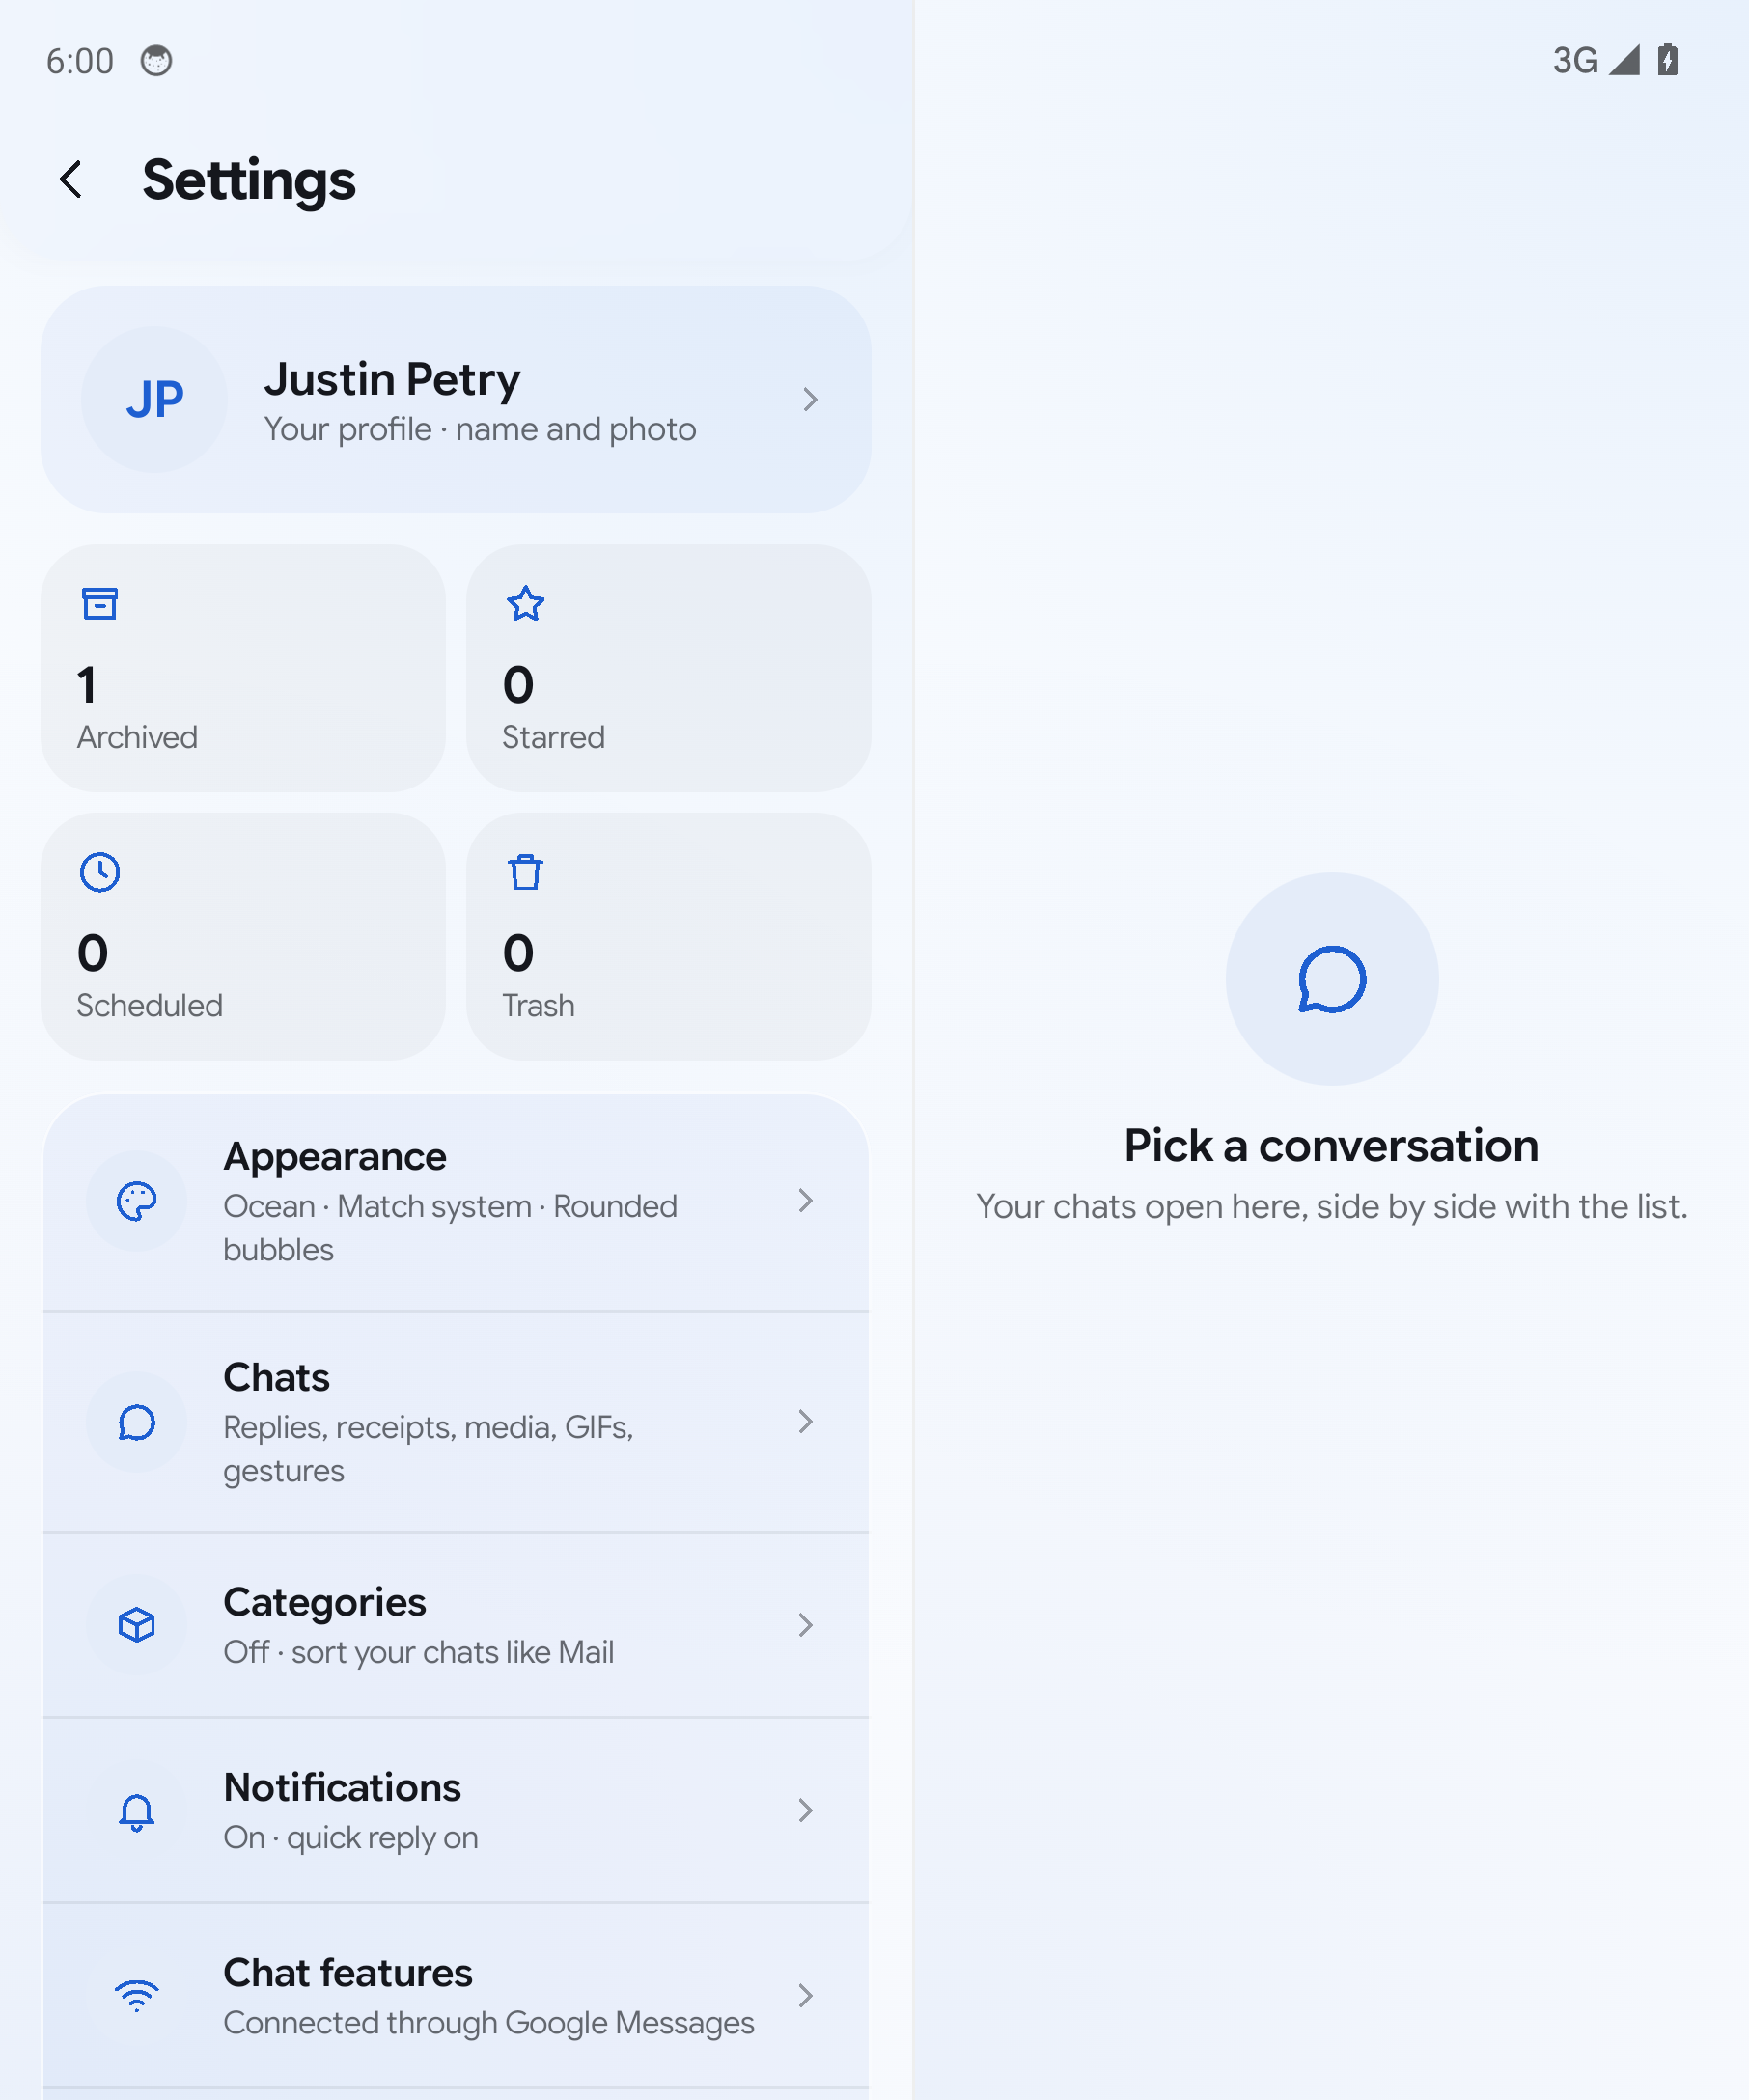 6:00
3G
Settings
JP
Justin Petry
Your profile · name and photo
1
Archived
0
Starred
0
Scheduled
0
Trash
Appearance
Ocean · Match system · Rounded
bubbles
Chats
Replies, receipts, media, GIFs,
gestures
Categories
Off · sort your chats like Mail
Notifications
On · quick reply on
Chat features
Connected through Google Messages
Pick a conversation
Your chats open here, side by side with the list.